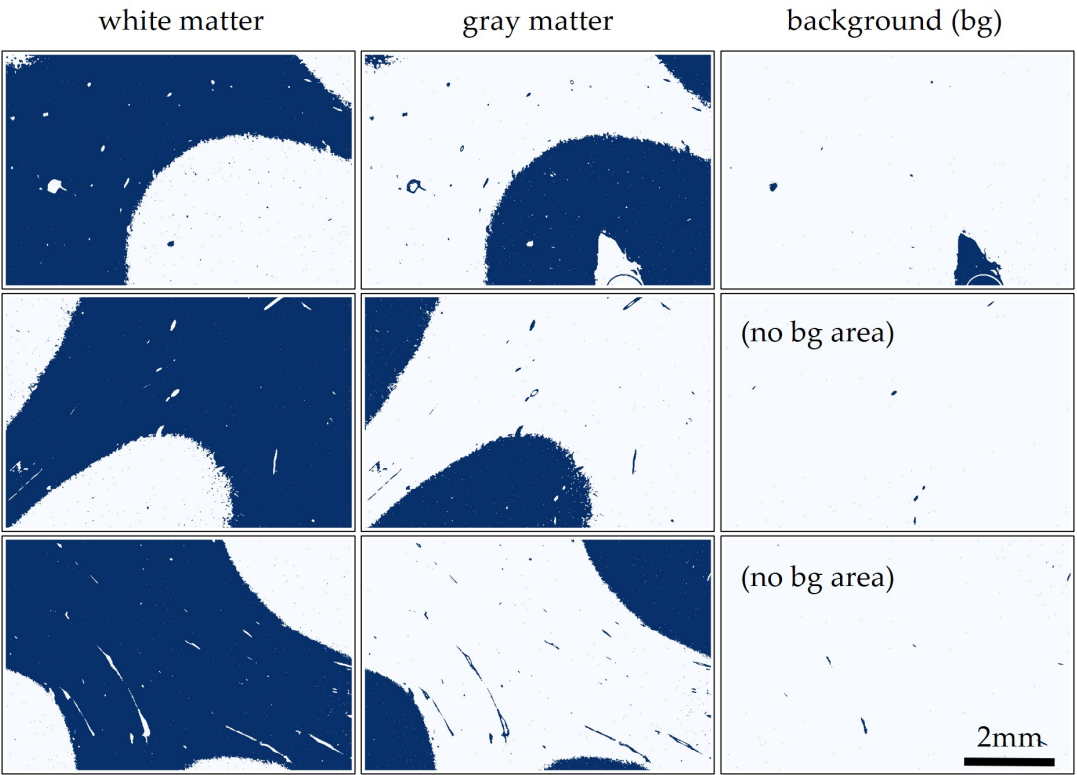 white matter
gray matter
background (bg)
(no bg area)
(no bg area)
2mm